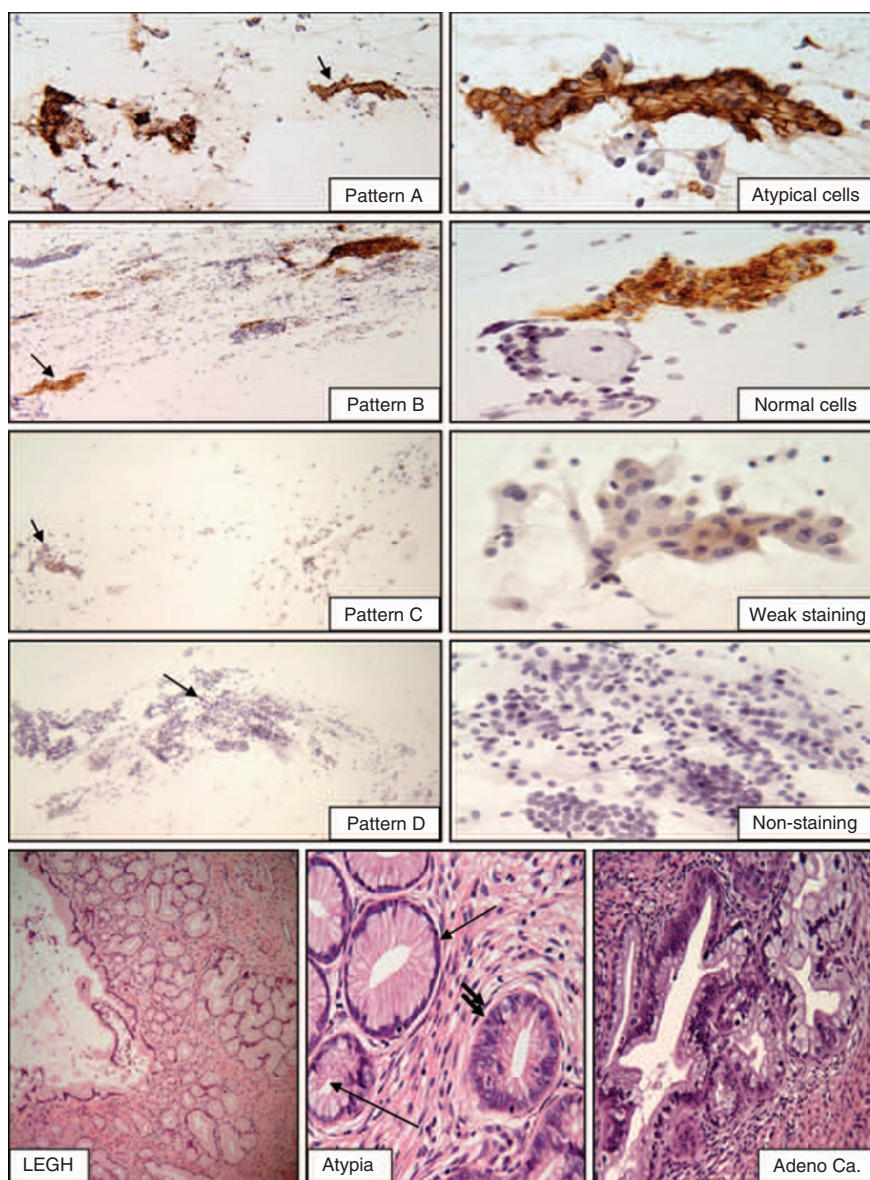 Pattern A
Atypical cells
Pattern B
Normal cells
Pattern C
Weak staining
Pattern D
Non-staining
LEGH
Atypia
Adeno Ca.